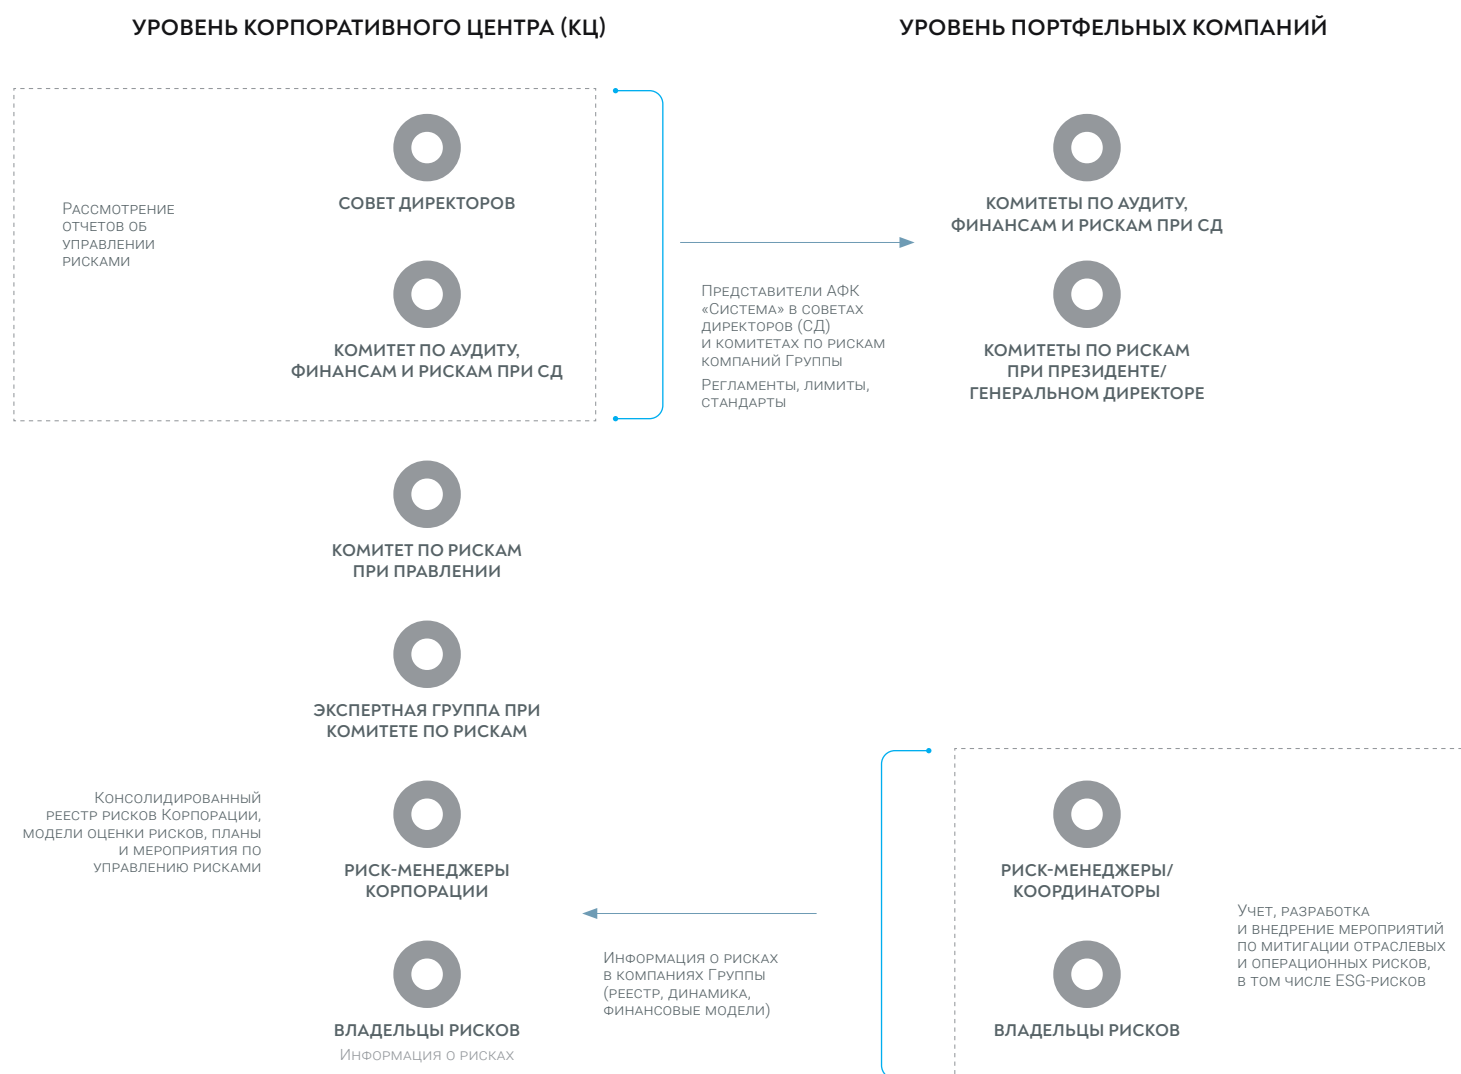 УРОВЕНЬ КОРПОРАТИВНОГО ЦЕНТРА (КЦ)
УРОВЕНЬ ПОРТФЕЛЬНЫХ КОМПАНИЙ
Рассмотрение
отчетов об
управлении
рисками
СОВЕТ ДИРЕКТОРОВ
КОМИТЕТ ПО АУДИТУ,
ФИНАНСАМ И РИСКАМ ПРИ СД
Представители АФК
«Система» в советах
директоров (СД)
и комитетах по рискам
компаний Группы
Регламенты, лимиты,
стандарты
КОМИТЕТЫ ПО АУДИТУ,
ФИНАНСАМ И РИСКАМ ПРИ СД
КОМИТЕТЫ ПО РИСКАМ
ПРИ ПРЕЗИДЕНТЕ/
ГЕНЕРАЛЬНОМ ДИРЕКТОРЕ
КОМИТЕТ ПО РИСКАМ
ПРИ ПРАВЛЕНИИ
ЭКСПЕРТНАЯ ГРУППА ПРИ
КОМИТЕТЕ ПО РИСКАМ
Консолидированный
реестр рисков Корпорации,
модели оценки рисков, планы
и мероприятия по
управлению рисками
РИСК-МЕНЕДЖЕРЫ
КОРПОРАЦИИ
ВЛАДЕЛЬЦЫ РИСКОВ
Информация о рисках
Информация о рисках
в компаниях Группы
(реестр, динамика,
финансовые модели)
РИСК-МЕНЕДЖЕРЫ/
КООРДИНАТОРЫ
ВЛАДЕЛЬЦЫ РИСКОВ
Учет, разработка
и внедрение мероприятий
по митигации отраслевых
и операционных рисков,
в том числе ESG-рисков